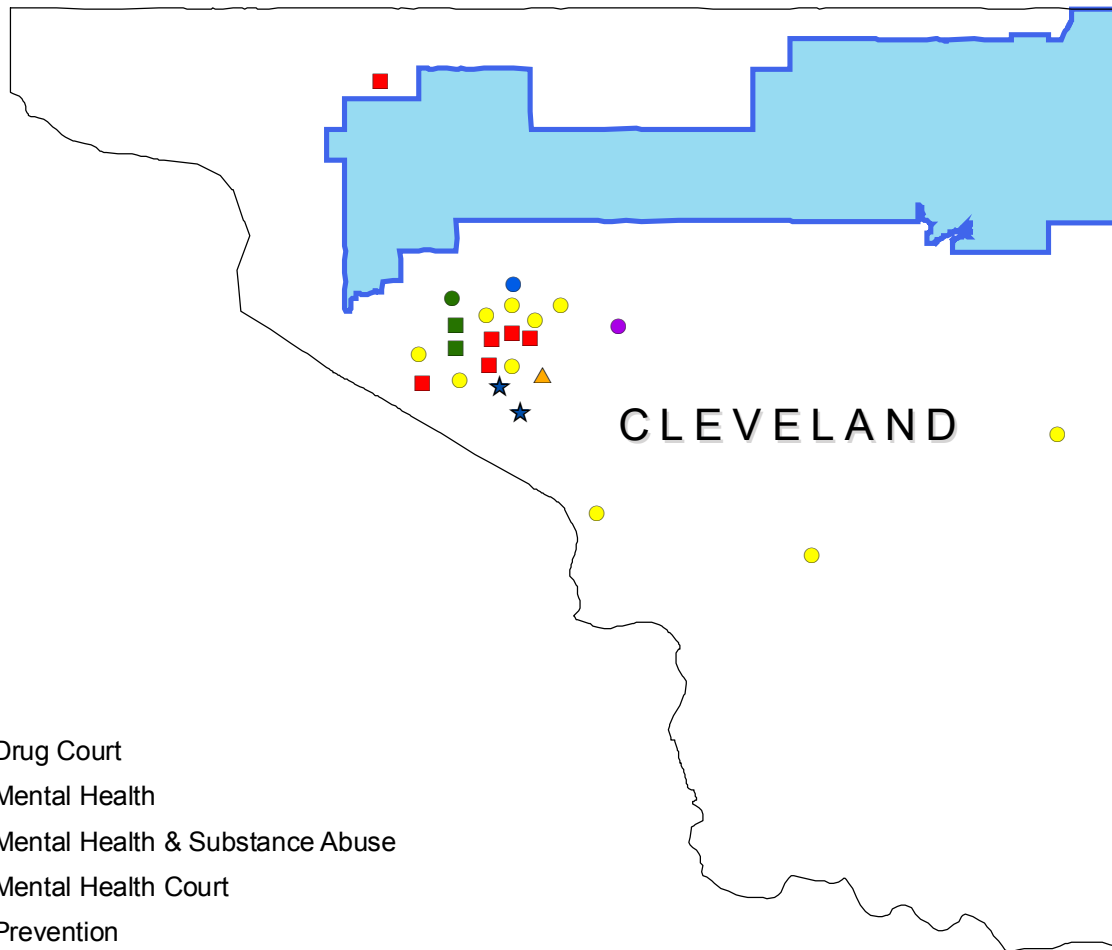 CLEVELAND
Drug Court
Mental Health
Mental Health & Substance Abuse
Mental Health Court
Prevention